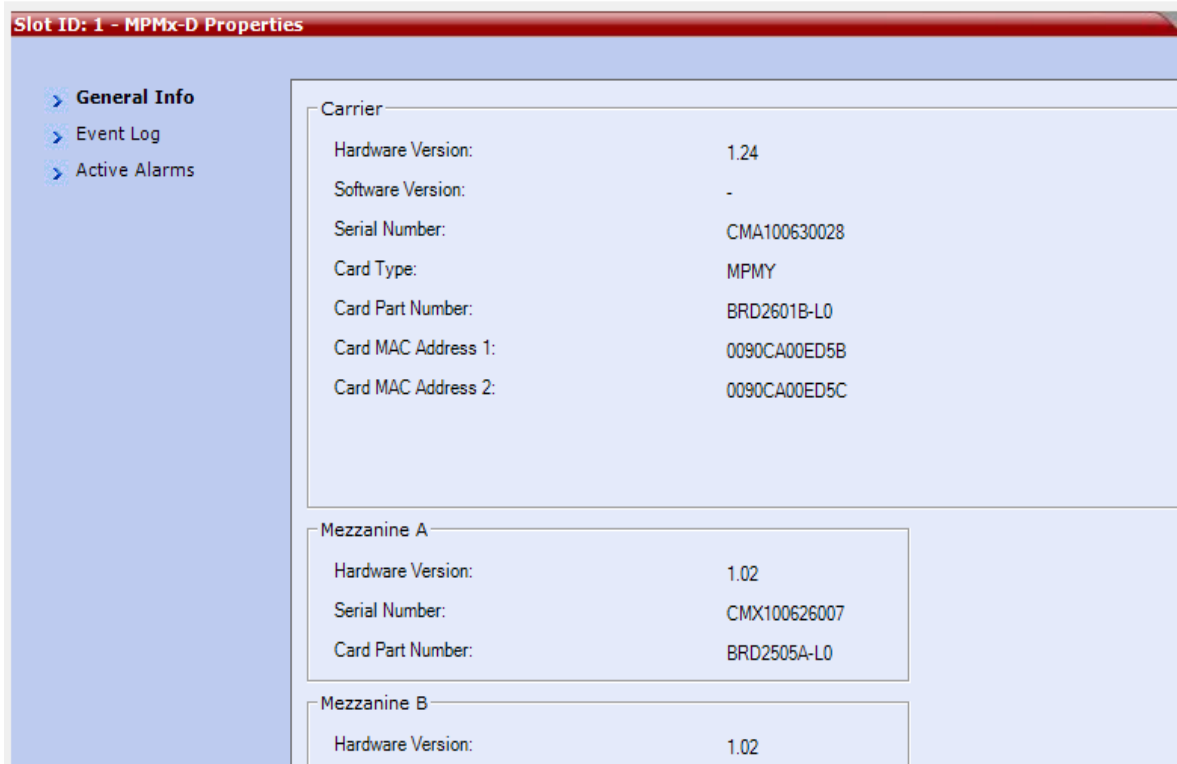 Slot ID: 1 - MPMx-D Properties
General Info
Event Log
Active Alarms
Carrier
Hardware Version: 1.24
Software Version: -
Serial Number: CMA100630028
Card Type: MPMY
Card Part Number: BRD2601B-L0
Card MAC Address 1: 0090CA00ED5B
Card MAC Address 2: 0090CA00ED5C
Mezzanine A
Hardware Version: 1.02
Serial Number: CMX100626007
Card Part Number: BRD2505A-L0
Mezzanine B
Hardware Version: 1.02